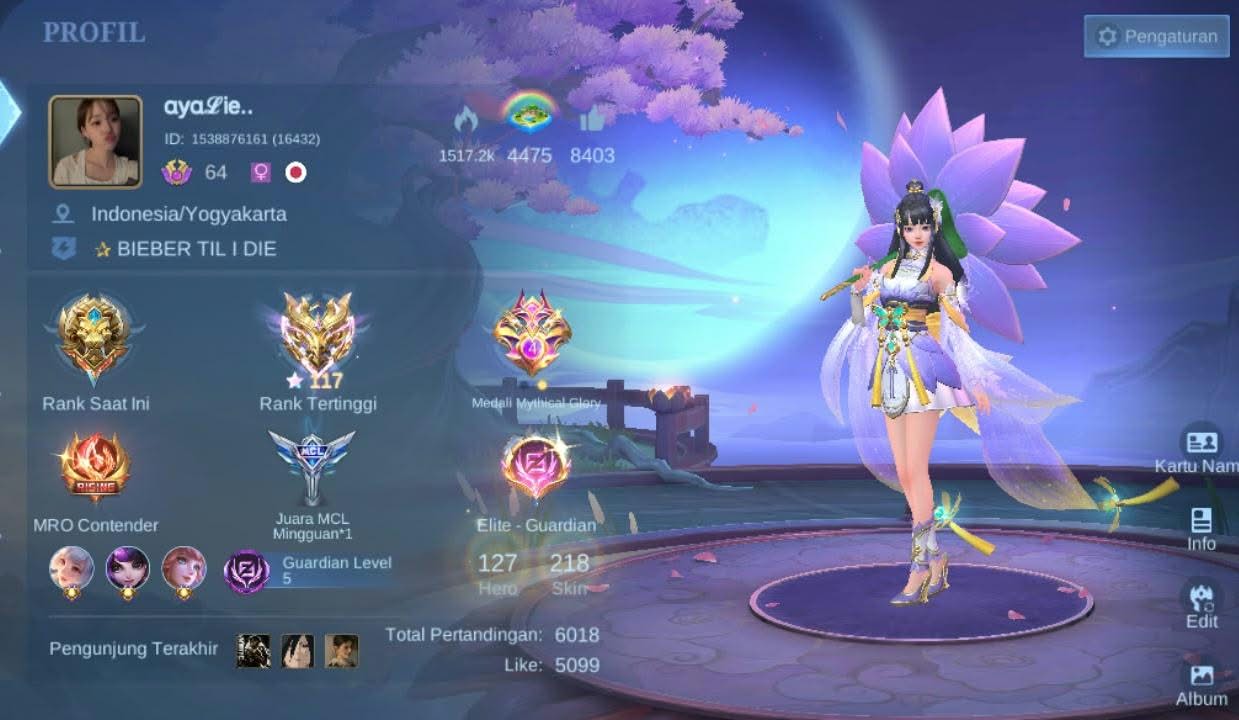 PROFIL
Pengaturan
ayaℒie..
ID: 1538876161 (16432)
64
1517.2k 4475 8403
Indonesia/Yogyakarta
☆ BIEBER TIL I DIE
117
4
Rank Saat Ini
Rank Tertinggi
Medali Mythical Glory
RISING
MCL
MRO Contender
Juara MCL
Mingguan*1
Elite - Guardian
Guardian Level
5
127 218
Hero Skin
Kartu Nam
Info
Edit
Album
Pengunjung Terakhir
Total Pertandingan: 6018
Like: 5099